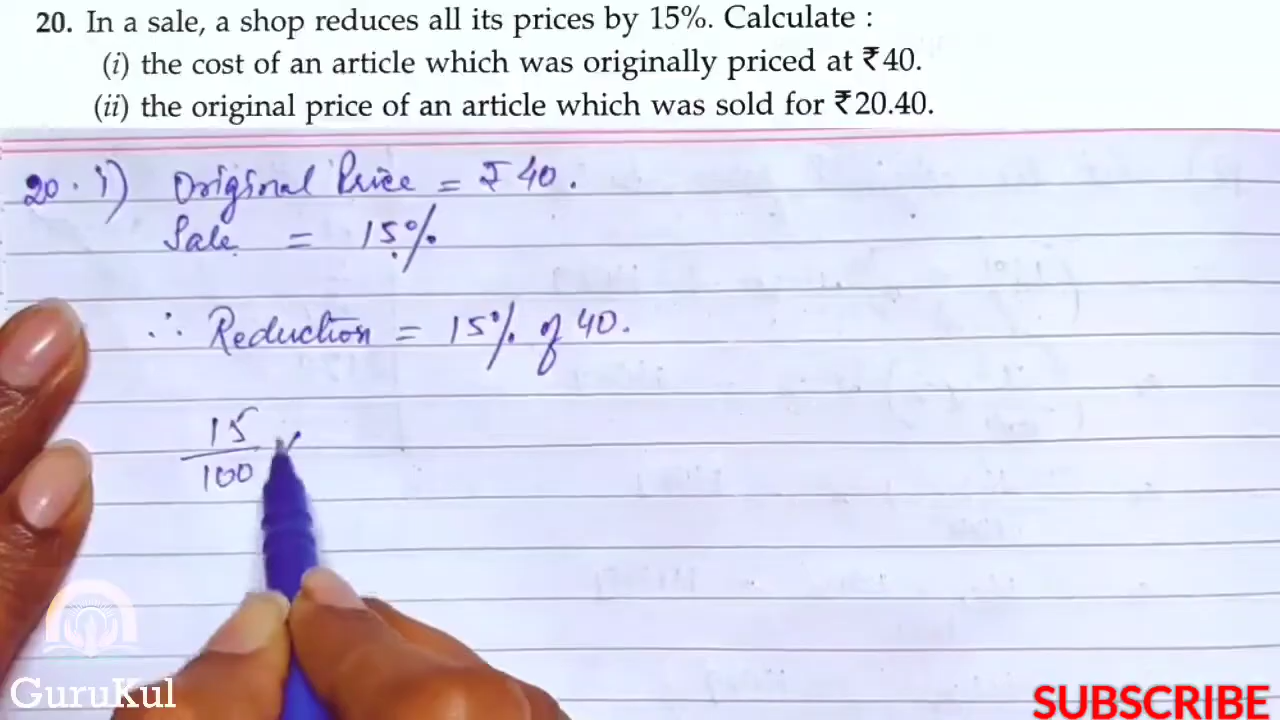 20. In a sale, a shop reduces all its prices by 15%. Calculate :
(i) the cost of an article which was originally priced at ₹40.
(ii) the original price of an article which was sold for ₹20.40.
20. i) Original Price = ₹ 40.
Sale = 15%
∴ Reduction = 15% of 40.
15
100
GuruKul
SUBSCRIBE